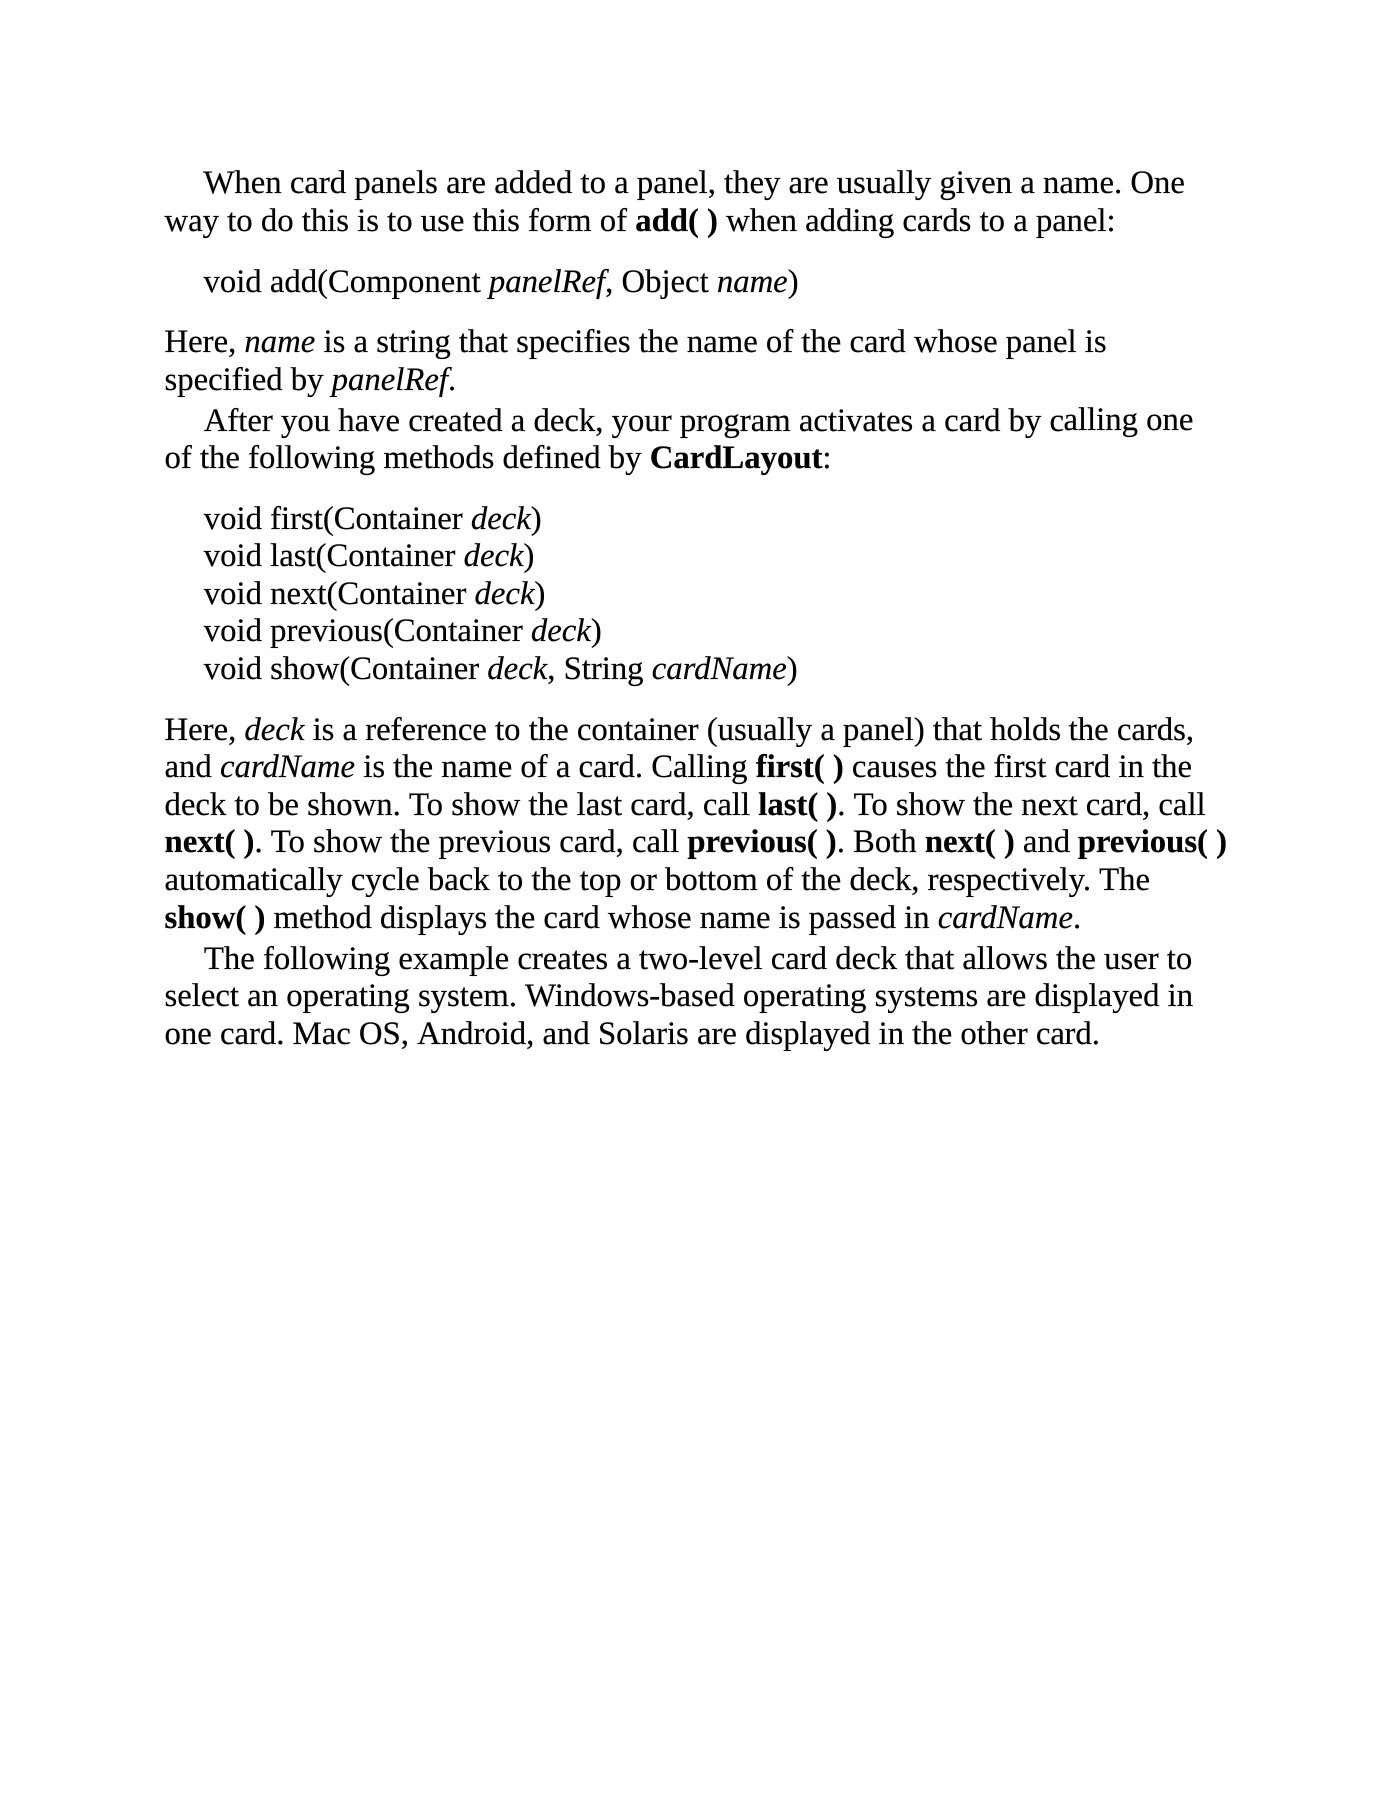 When card panels are added to a panel, they are usually given a name. One
way to do this is to use this form of add( ) when adding cards to a panel:
void add(Component panelRef, Object name)
Here, name is a string that specifies the name of the card whose panel is
specified by panelRef.
After you have created a deck, your program activates a card by calling one
of the following methods defined by CardLayout:
void first(Container deck)
void last(Container deck)
void next(Container deck)
void previous(Container deck)
void show(Container deck, String cardName)
Here, deck is a reference to the container (usually a panel) that holds the cards,
and cardName is the name of a card. Calling first( ) causes the first card in the
deck to be shown. To show the last card, call last( ). To show the next card, call
next( ). To show the previous card, call previous( ). Both next( ) and previous( )
automatically cycle back to the top or bottom of the deck, respectively. The
show( ) method displays the card whose name is passed in cardName.
The following example creates a two-level card deck that allows the user to
select an operating system. Windows-based operating systems are displayed in
one card. Mac OS, Android, and Solaris are displayed in the other card.